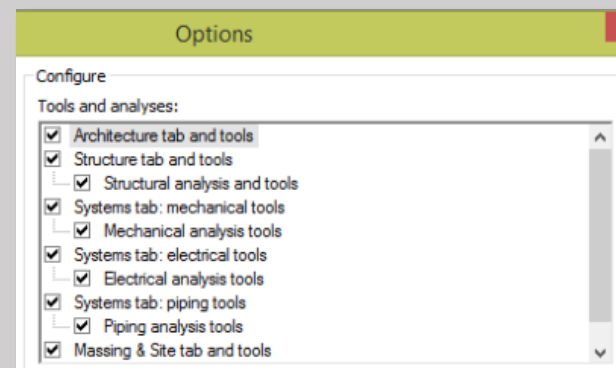 Options
Configure
Tools and analyses:
Architecture tab and tools
Structure tab and tools
Structural analysis and tools
Systems tab: mechanical tools
Mechanical analysis tools
Systems tab: electrical tools
Electrical analysis tools
Systems tab: piping tools
Piping analysis tools
Massing & Site tab and tools